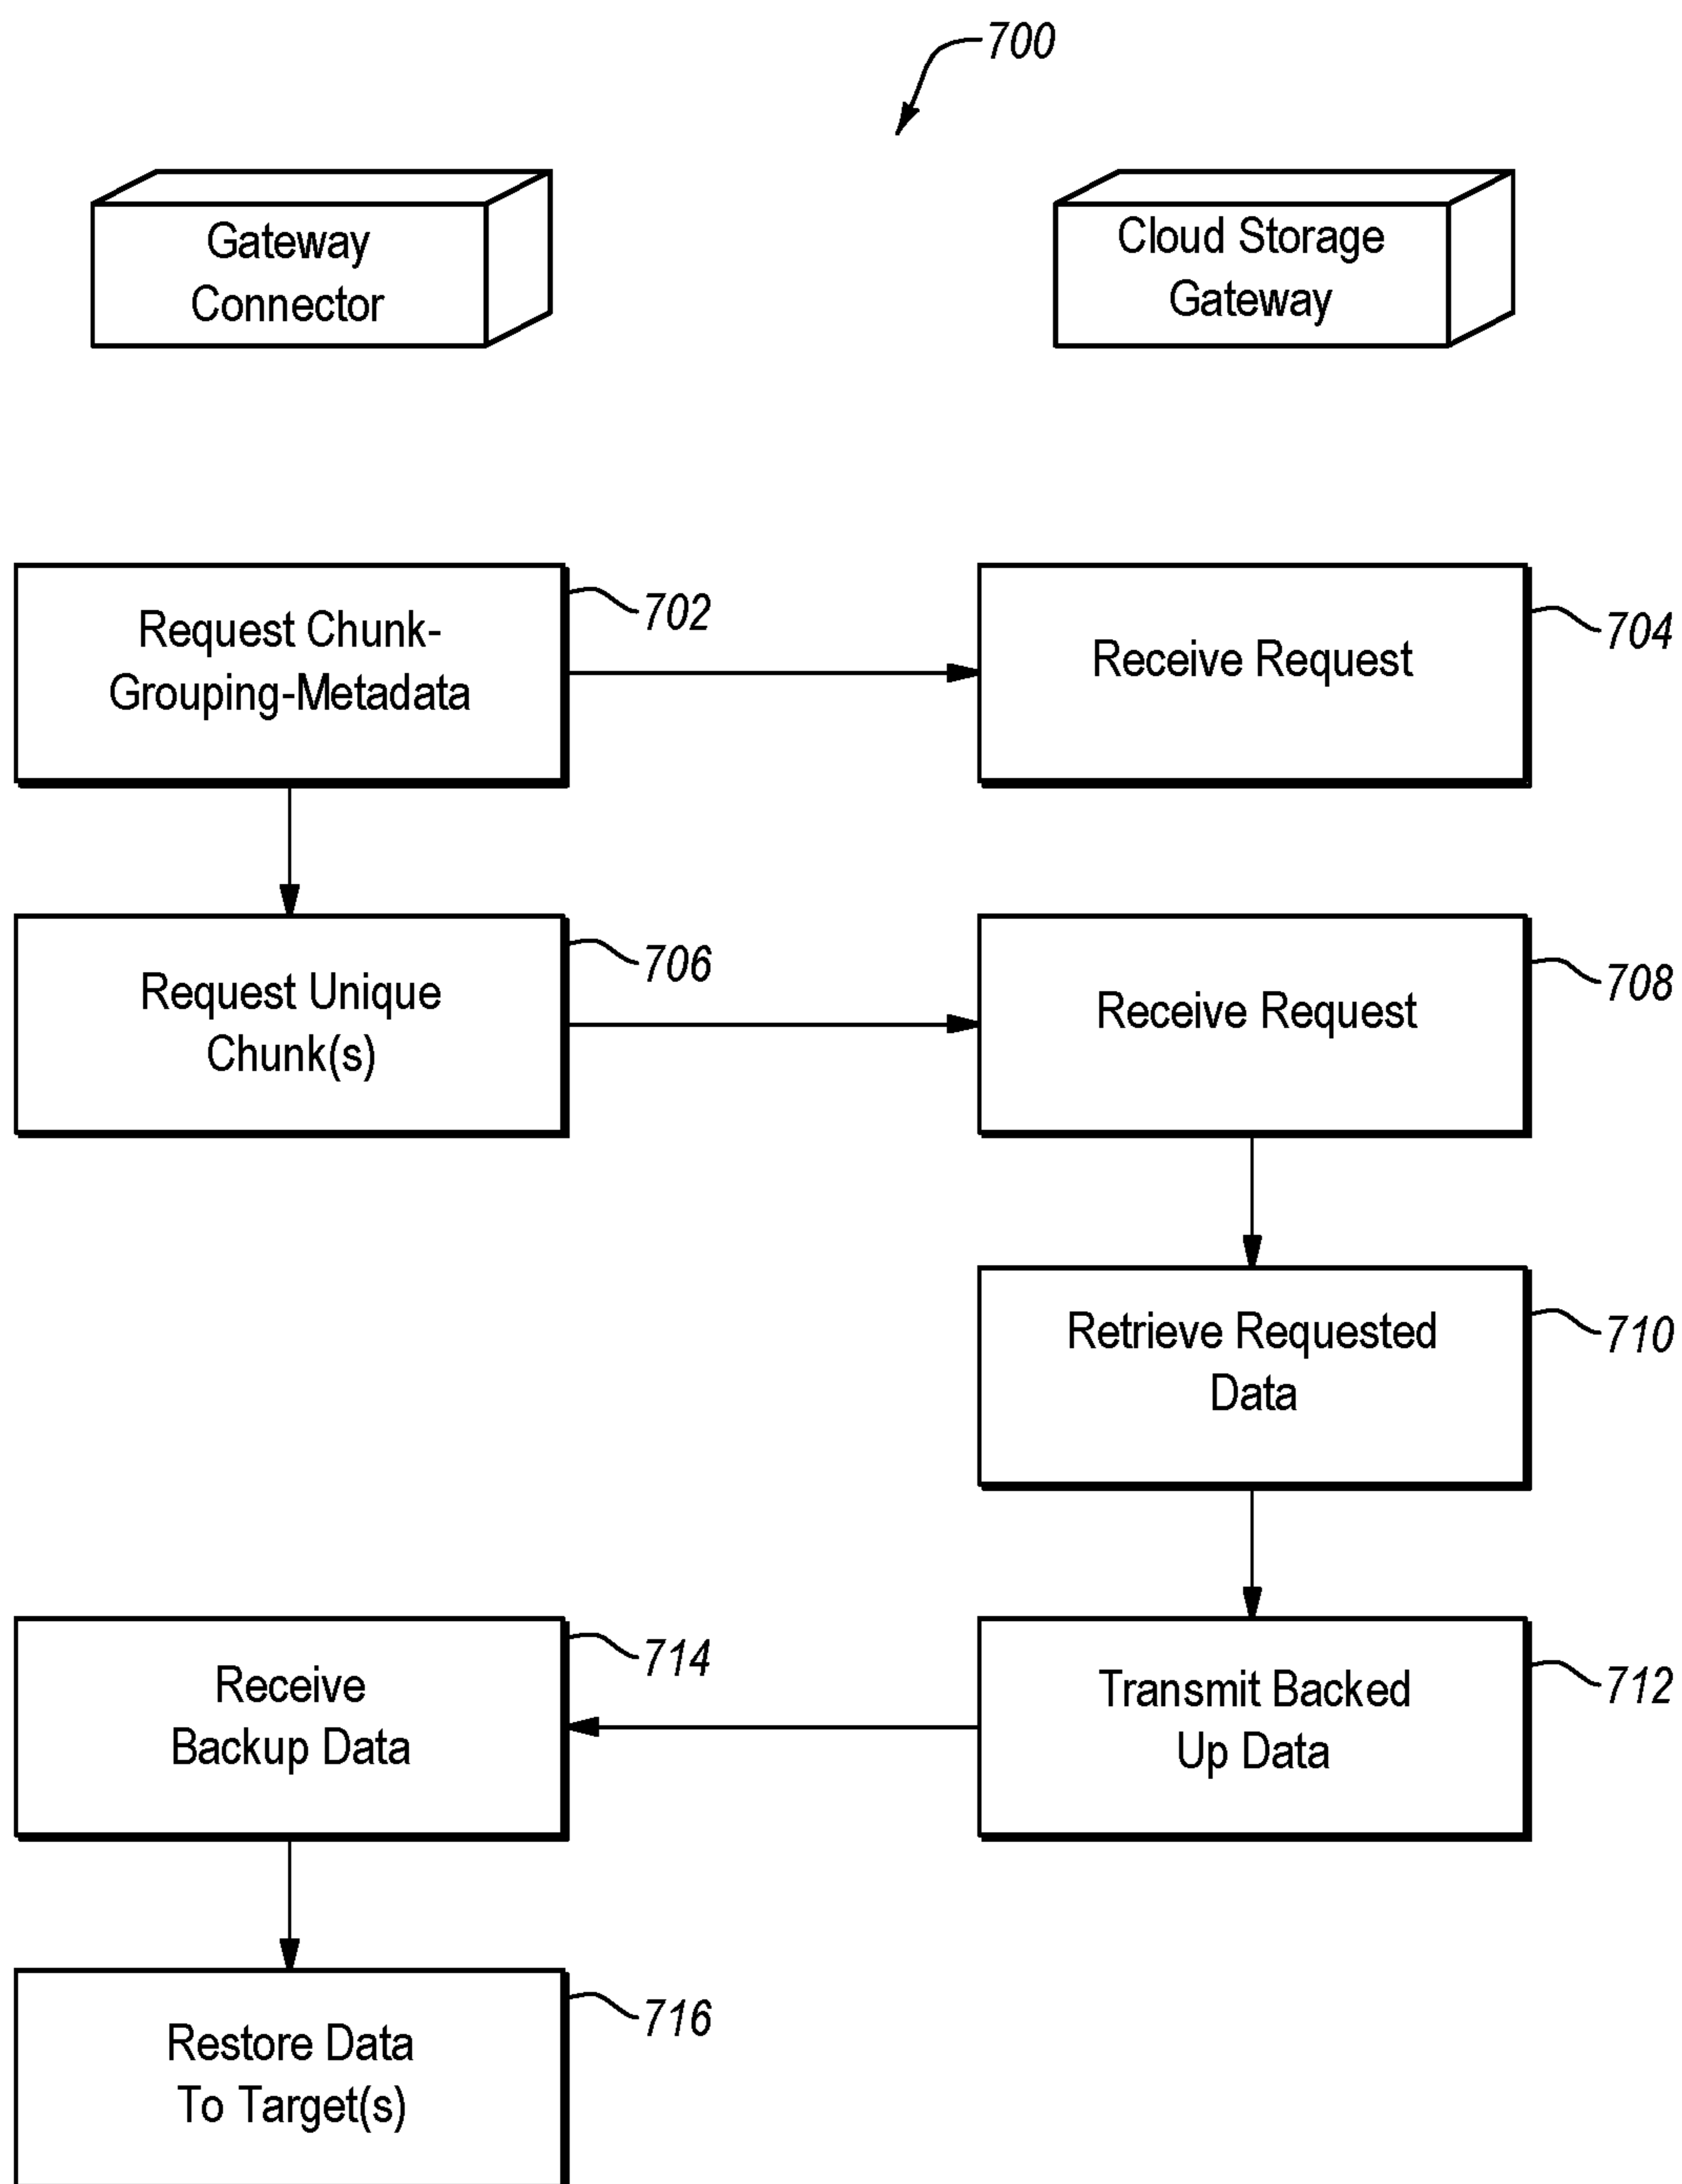 700
Gateway
Connector
Cloud Storage
Gateway
Request Chunk-
Grouping-Metadata
702
Receive Request
704
Request Unique
Chunk(s)
706
Receive Request
708
Retrieve Requested
Data
710
Receive
Backup Data
714
Transmit Backed
Up Data
712
Restore Data
To Target(s)
716